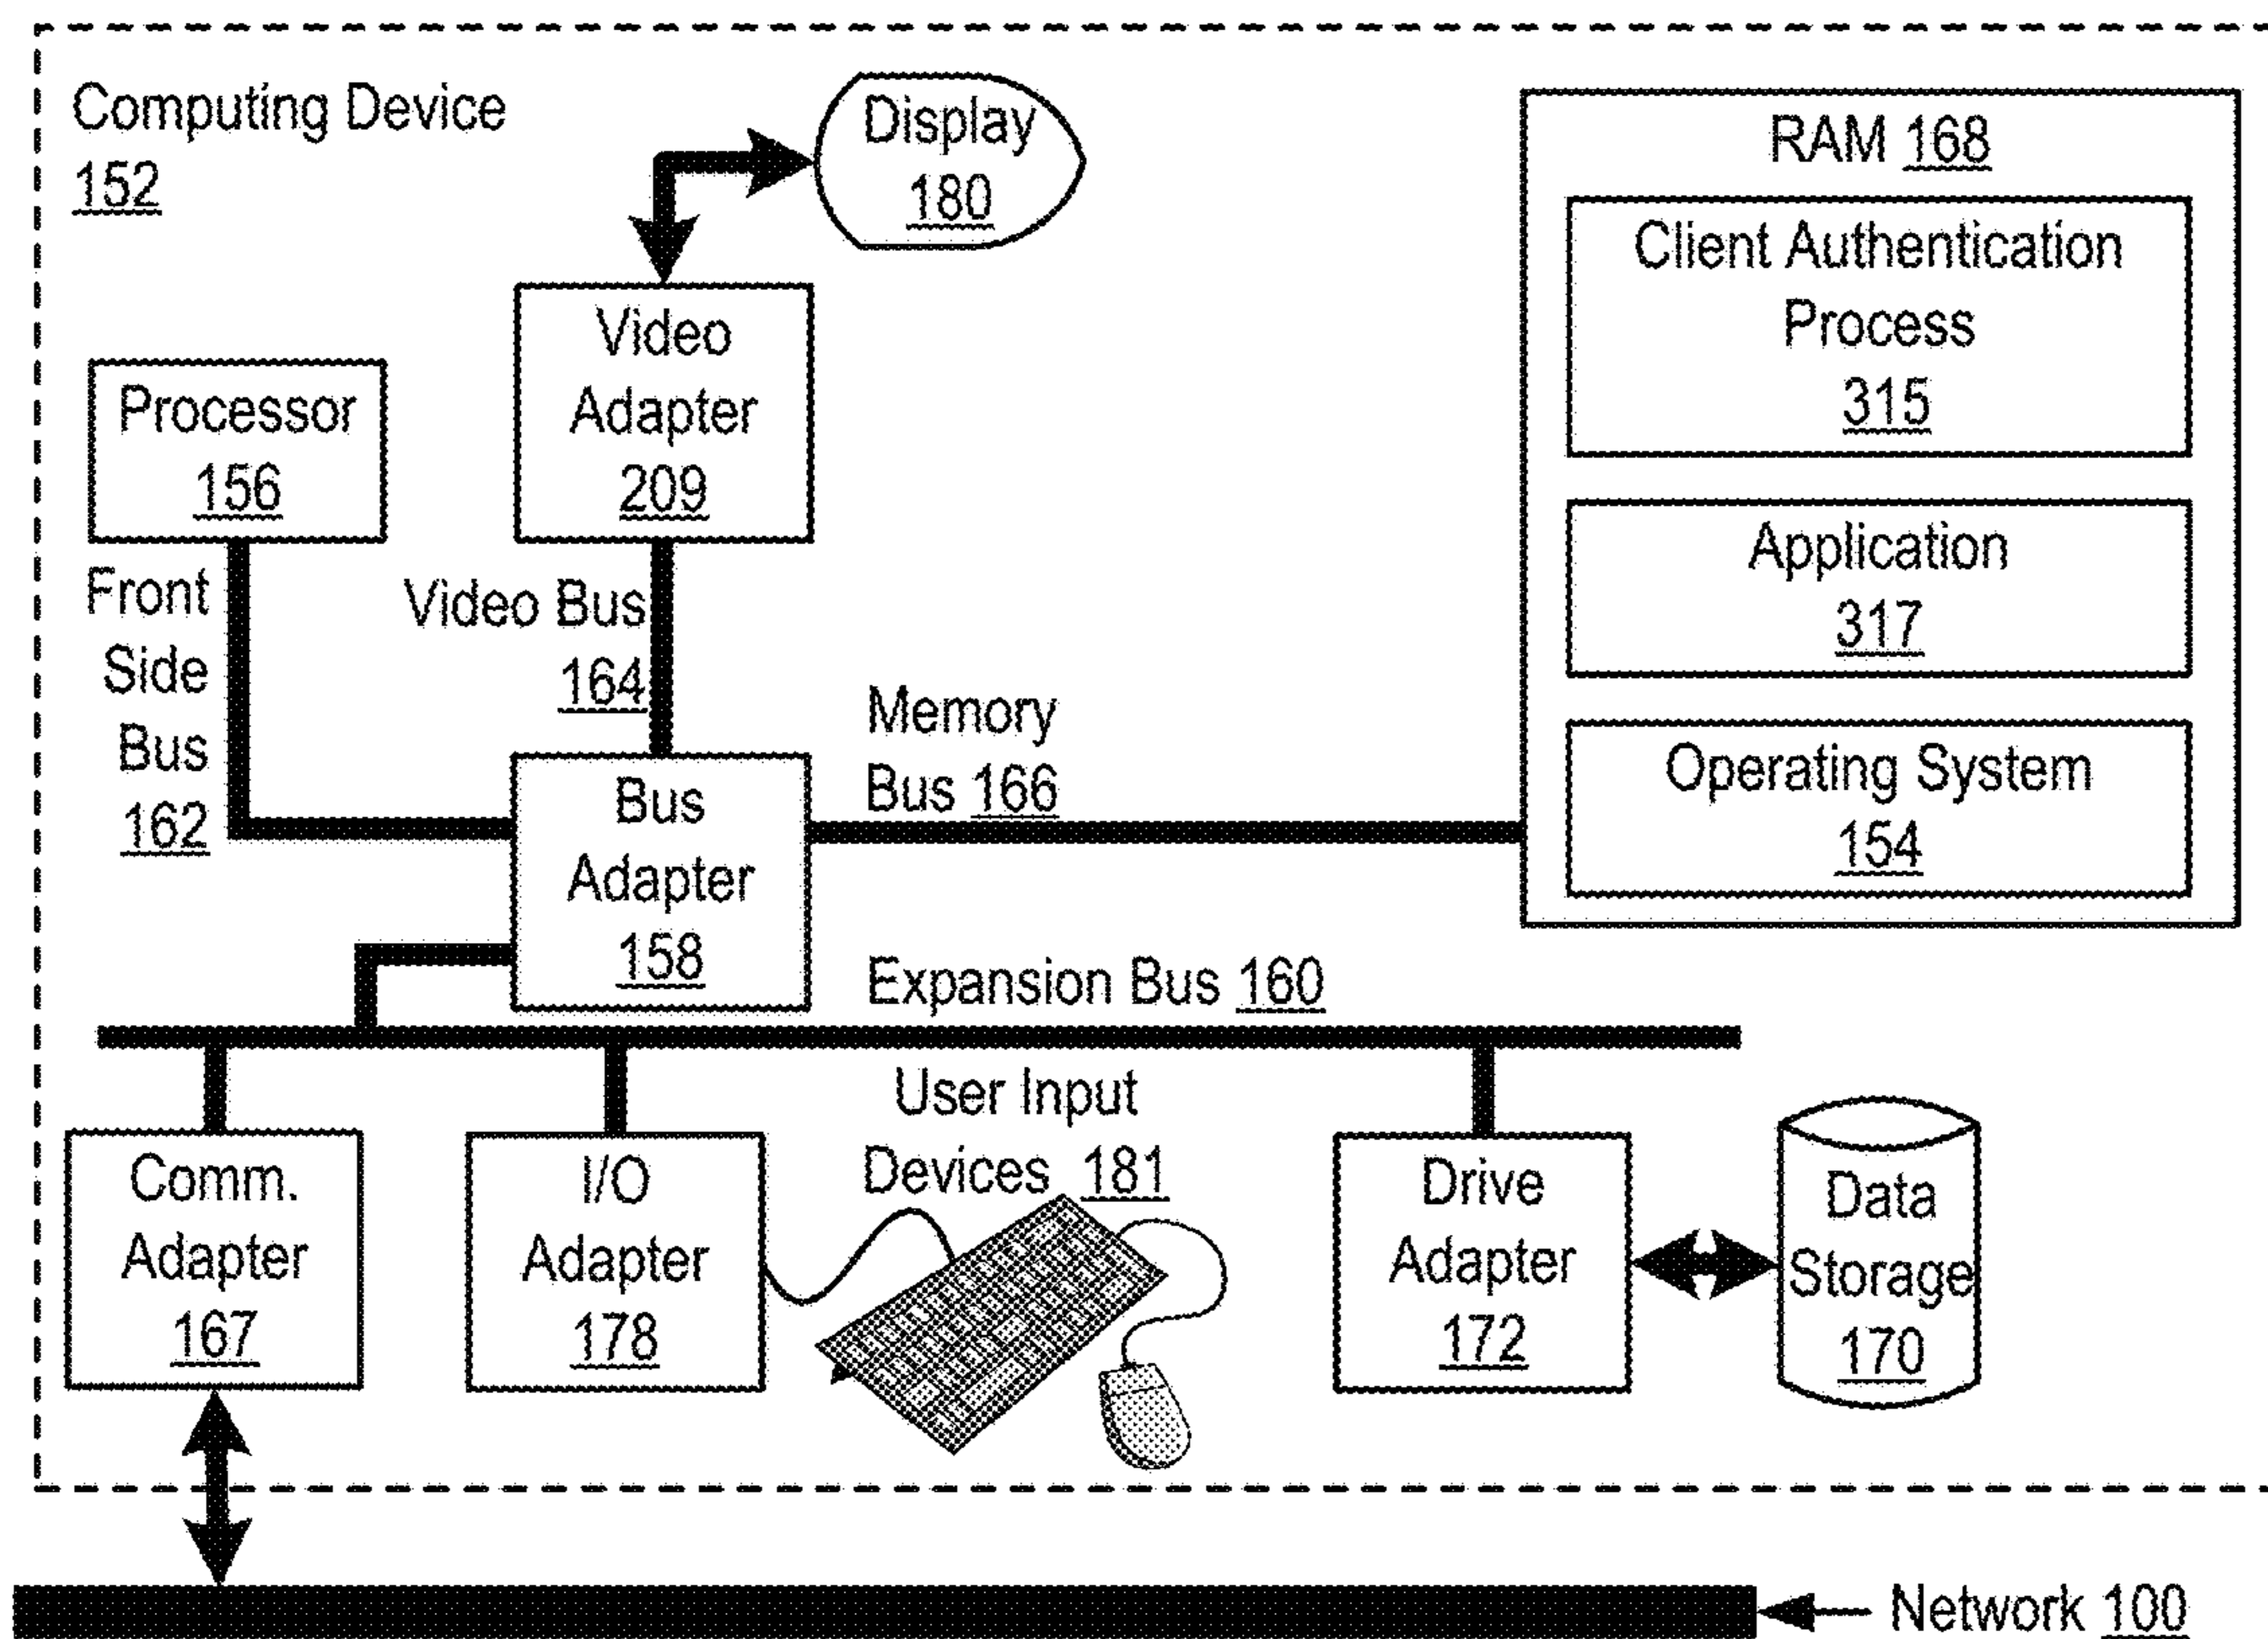 Computing Device
152
Display
180
RAM 168
Client Authentication
Process
315
Application
317
Operating System
154
Video
Adapter
209
Processor
156
Front
Side
Bus
162
Video Bus
164
Memory
Bus 166
Bus
Adapter
158
Expansion Bus 160
User Input
Devices 181
Comm.
Adapter
167
I/O
Adapter
178
Drive
Adapter
172
Data
Storage
170
Network 100